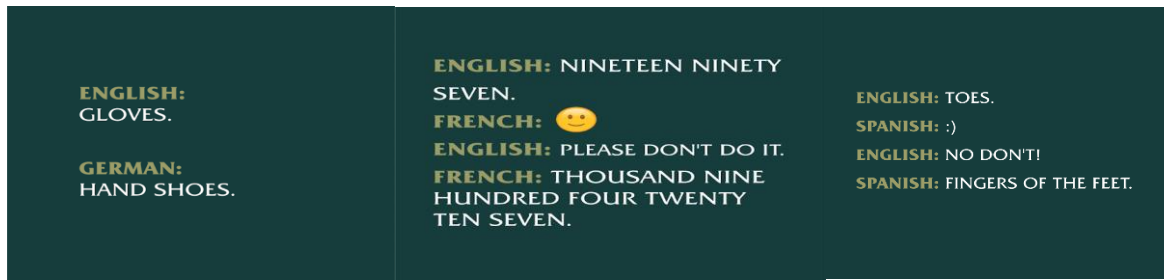 ENGLISH:
GLOVES.
GERMAN:
HAND SHOES.
ENGLISH: NINETEEN NINETY
SEVEN.
FRENCH: 🙂
ENGLISH: PLEASE DON'T DO IT.
FRENCH: THOUSAND NINE
HUNDRED FOUR TWENTY
TEN SEVEN.
ENGLISH: TOES.
SPANISH: :)
ENGLISH: NO DON'T!
SPANISH: FINGERS OF THE FEET.